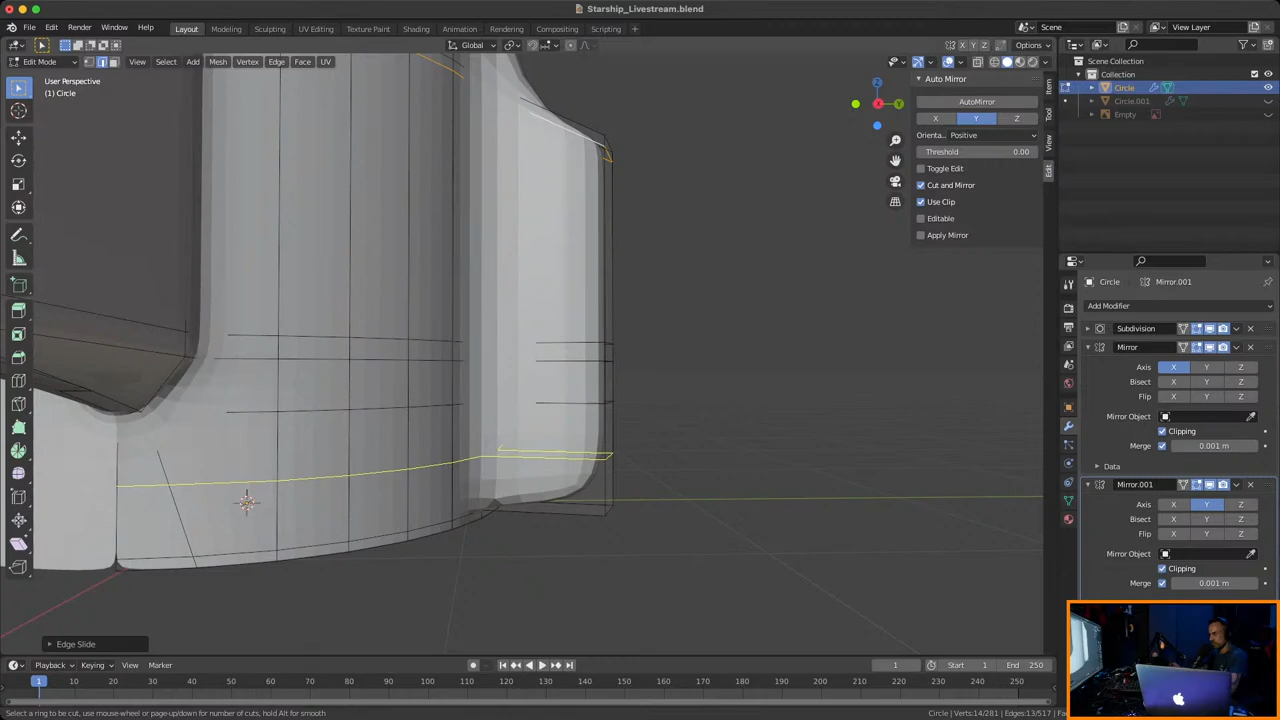 Starship_Livestream.blend
File Edit Render Window Help Layout Modeling Sculpting UV Editing Texture Paint Shading Animation Rendering Compositing Geometry Nodes Scripting Scene View Layer
Global X Y Z Options
Edit Mode View Select Add Mesh Vertex Edge Face UV
User Perspective
(1) Circle
Auto Mirror
AutoMirror
X Y Z
Orienta... Positive
Threshold 0.00
Toggle Edit
Cut and Mirror
Use Clip
Editable
Apply Mirror
Item
Tool
View
Edit
Z
X
Y
Scene Collection
Collection
Circle
Circle.001
Empty
Circle Mirror.001
Add Modifier
Subdivision
Mirror
Axis X Y Z
Bisect X Y Z
Flip X Y Z
Mirror Object
Clipping
Merge 0.001 m
Data
Mirror.001
Axis X Y Z
Bisect X Y Z
Flip X Y Z
Mirror Object
Clipping
Merge 0.001 m
Edge Slide
Playback Keying View Marker 1 Start 1 End 250
1 10 20 30 40 50 60 70 80 90 100 110 120 130 140 150 160 170 180 190 200 210 220 230 240 250
Select a ring to be cut, use mouse-wheel or page-up/down for number of cuts, hold Alt for smooth
Circle | Verts:14/281 | Edges:13/517 | Fa